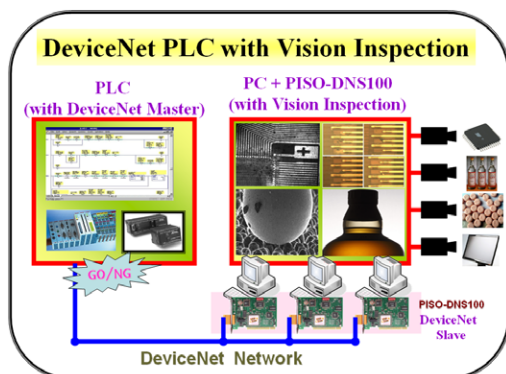 DeviceNet PLC with Vision Inspection
PLC
(with DeviceNet Master)
PC + PISO-DNS100
(with Vision Inspection)
GO/NG
PISO-DNS100
DeviceNet
Slave
DeviceNet Network